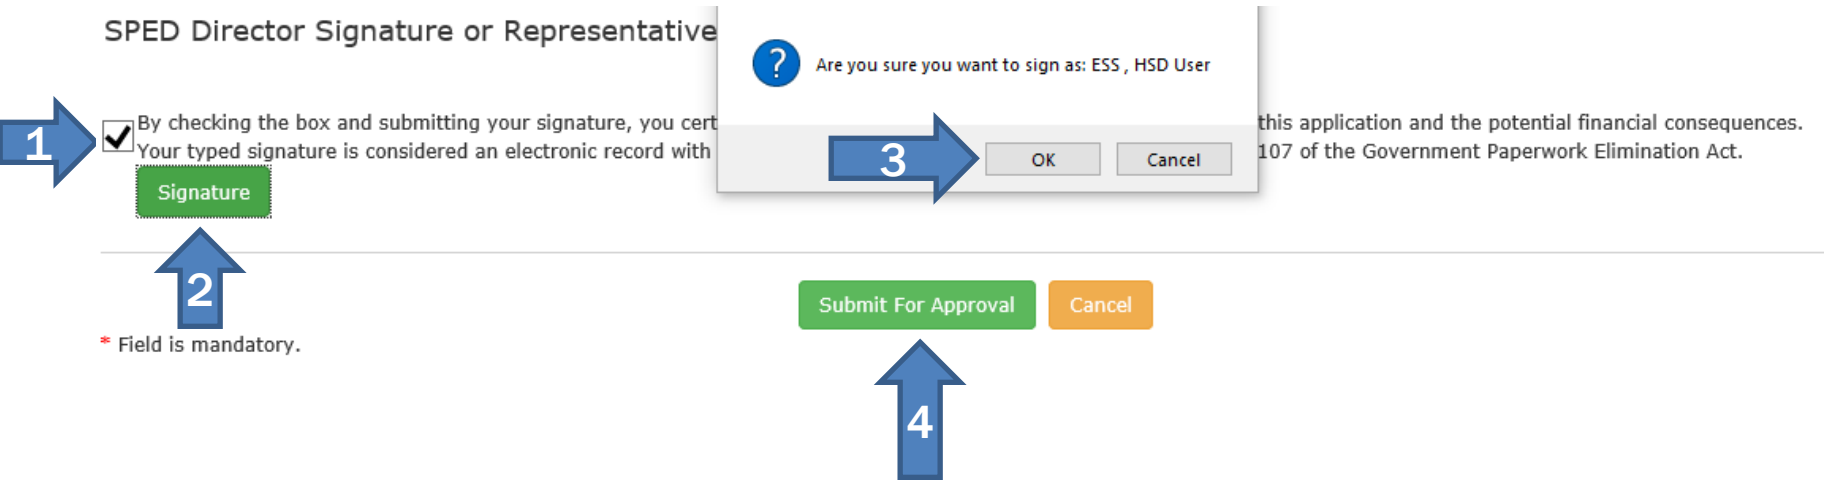 SPED Director Signature or Representative
? Are you sure you want to sign as: ESS , HSD User
1
By checking the box and submitting your signature, you cert
this application and the potential financial consequences.
Your typed signature is considered an electronic record with
107 of the Government Paperwork Elimination Act.
3
OK
Cancel
Signature
2
Submit For Approval
Cancel
* Field is mandatory.
4